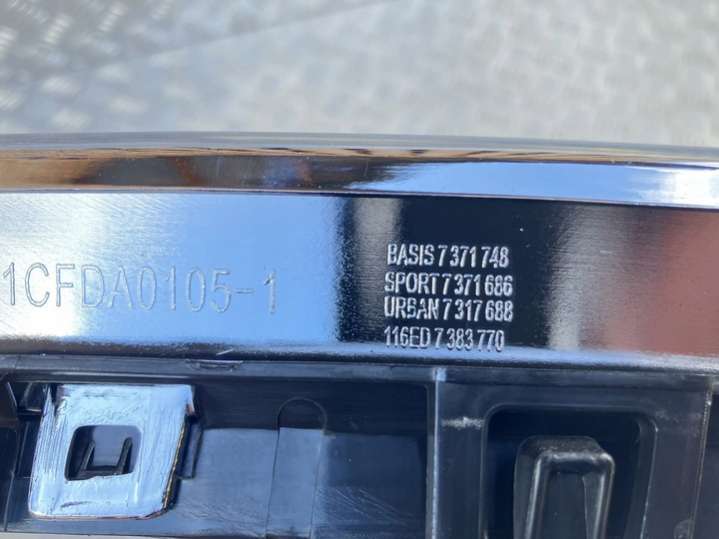 1CFDA0105-1
BASIS 7 371 748
SPORT 7 371 686
URBAN 7 317 688
116ED 7 383 770